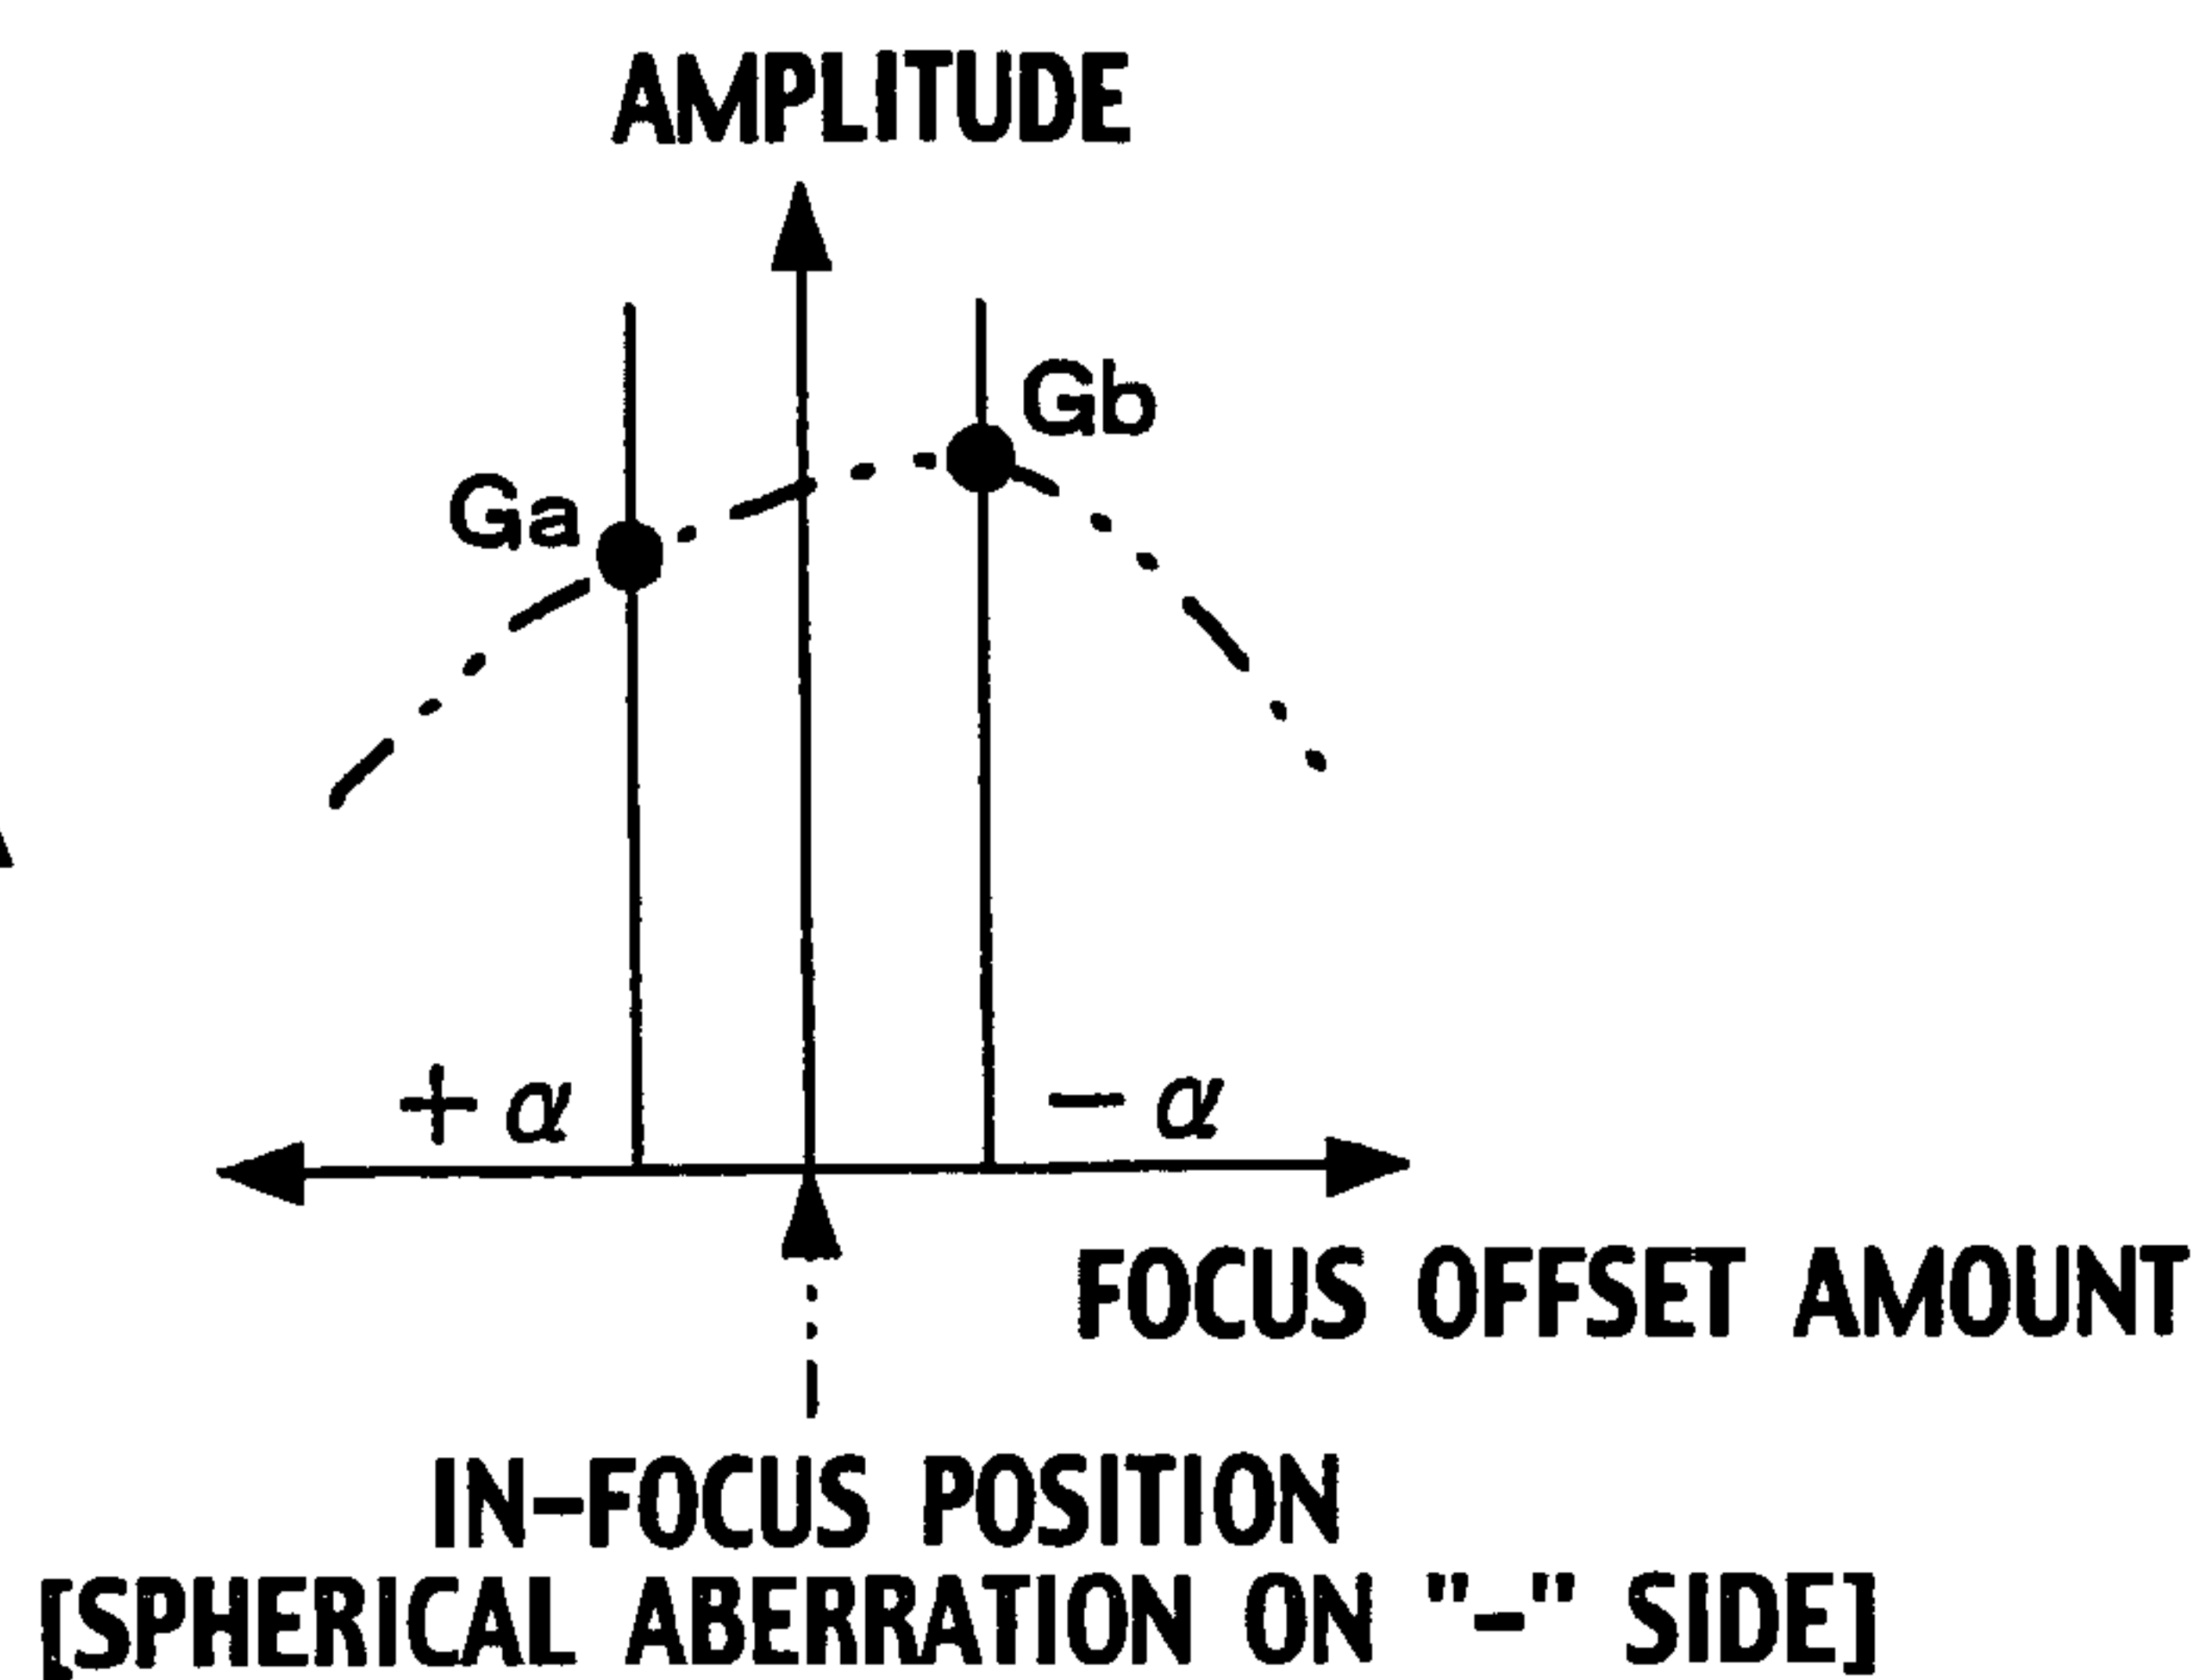 AMPLITUDE
Gb
Ga
+ α
− α
FOCUS OFFSET AMOUNT
IN-FOCUS POSITION
[SPHERICAL ABERRATION ON "-" SIDE]